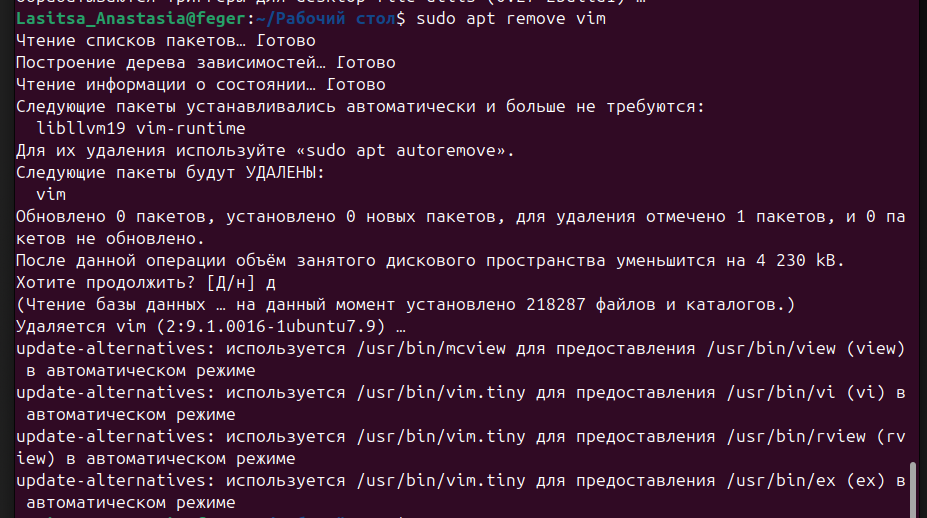 Lasitsa_Anastasia@feger:~/Рабочий стол$ sudo apt remove vim
Чтение списков пакетов… Готово
Построение дерева зависимостей… Готово
Чтение информации о состоянии… Готово
Следующие пакеты устанавливались автоматически и больше не требуются:
  libllvm19 vim-runtime
Для их удаления используйте «sudo apt autoremove».
Следующие пакеты будут УДАЛЕНЫ:
  vim
Обновлено 0 пакетов, установлено 0 новых пакетов, для удаления отмечено 1 пакетов, и 0 па
кетов не обновлено.
После данной операции объём занятого дискового пространства уменьшится на 4 230 kB.
Хотите продолжить? [Д/н] д
(Чтение базы данных … на данный момент установлено 218287 файлов и каталогов.)
Удаляется vim (2:9.1.0016-1ubuntu7.9) …
update-alternatives: используется /usr/bin/mcview для предоставления /usr/bin/view (view)
 в автоматическом режиме
update-alternatives: используется /usr/bin/vim.tiny для предоставления /usr/bin/vi (vi) в
 автоматическом режиме
update-alternatives: используется /usr/bin/vim.tiny для предоставления /usr/bin/rview (rv
iew) в автоматическом режиме
update-alternatives: используется /usr/bin/vim.tiny для предоставления /usr/bin/ex (ex) в
 автоматическом режиме